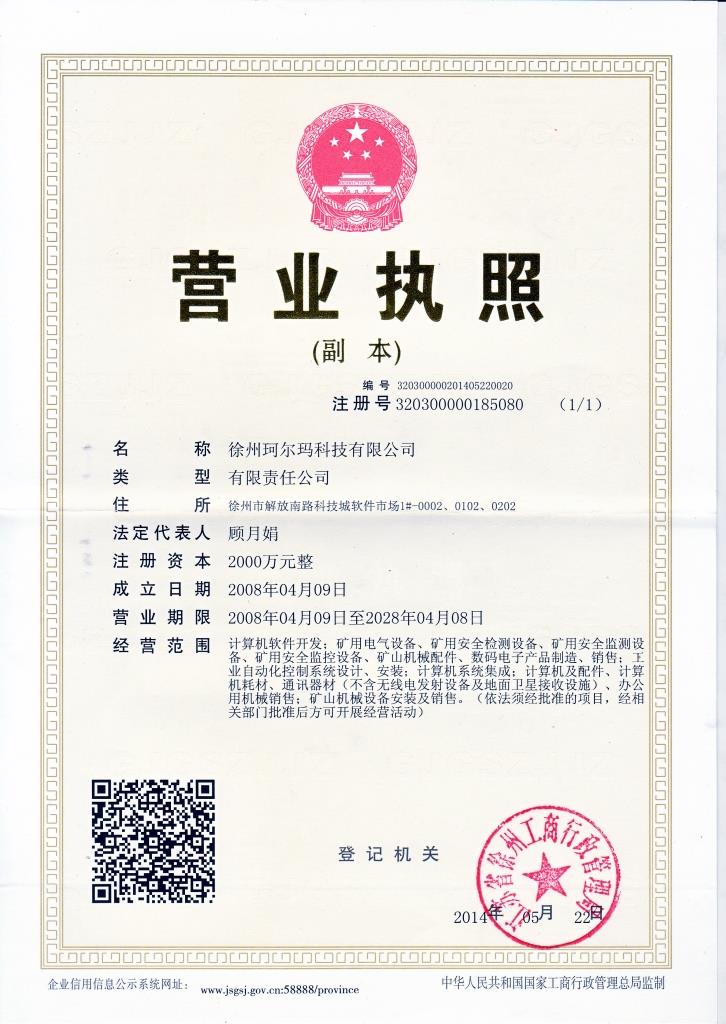 营业执照
(副 本)
编 号 320300000201405220020
注册号 320300000185080 (1/1)
名 称 徐州珂尔玛科技有限公司
类 型 有限责任公司
住 所 徐州市解放南路科技城软件市场1#-0002、0102、0202
法定代表人 顾月娟
注册资本 2000万元整
成立日期 2008年04月09日
营业期限 2008年04月09日至2028年04月08日
经营范围 计算机软件开发；矿用电气设备、矿用安全检测设备、矿用安全监测设
备、矿用安全监控设备、矿山机械配件、数码电子产品制造、销售；工
业自动化控制系统设计、安装；计算机系统集成；计算机及配件、计算
机耗材、通讯器材（不含无线电发射设备及地面卫星接收设施）、办公
用机械销售；矿山机械设备安装及销售。（依法须经批准的项目，经相
关部门批准后方可开展经营活动）
登记机关
江苏省徐州工商行政管理局
2014年 05月 22日
企业信用信息公示系统网址： www.jsgsj.gov.cn:58888/province
中华人民共和国国家工商行政管理总局监制